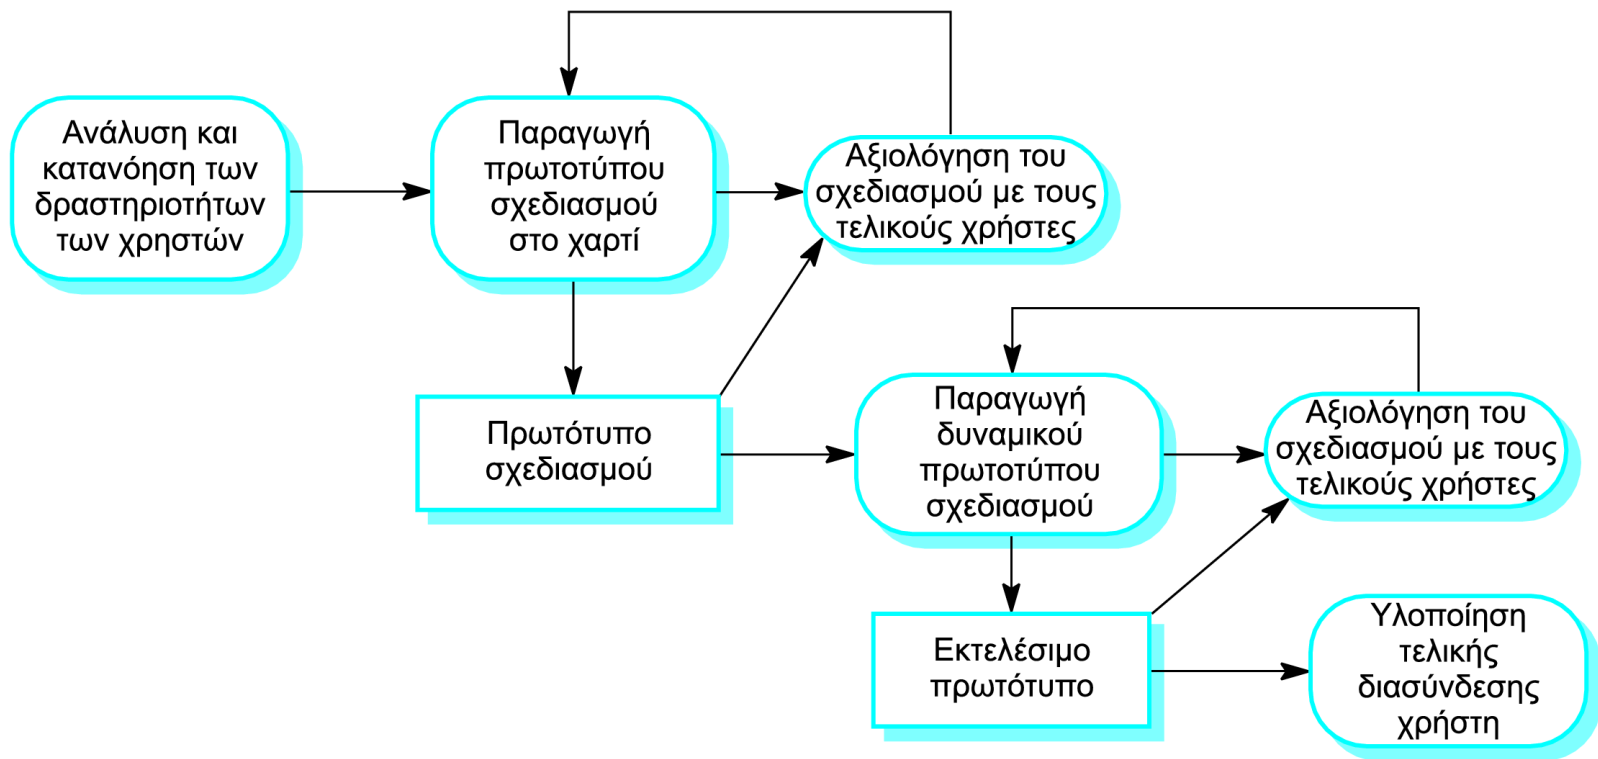 Ανάλυση και
κατανόηση των
δραστηριοτήτων
των χρηστών
Παραγωγή
πρωτοτύπου
σχεδιασμού
στο χαρτί
Αξιολόγηση του
σχεδιασμού με τους
τελικούς χρήστες
Πρωτότυπο
σχεδιασμού
Παραγωγή
δυναμικού
πρωτοτύπου
σχεδιασμού
Αξιολόγηση του
σχεδιασμού με τους
τελικούς χρήστες
Εκτελέσιμο
πρωτότυπο
Υλοποίηση
τελικής
διασύνδεσης
χρήστη